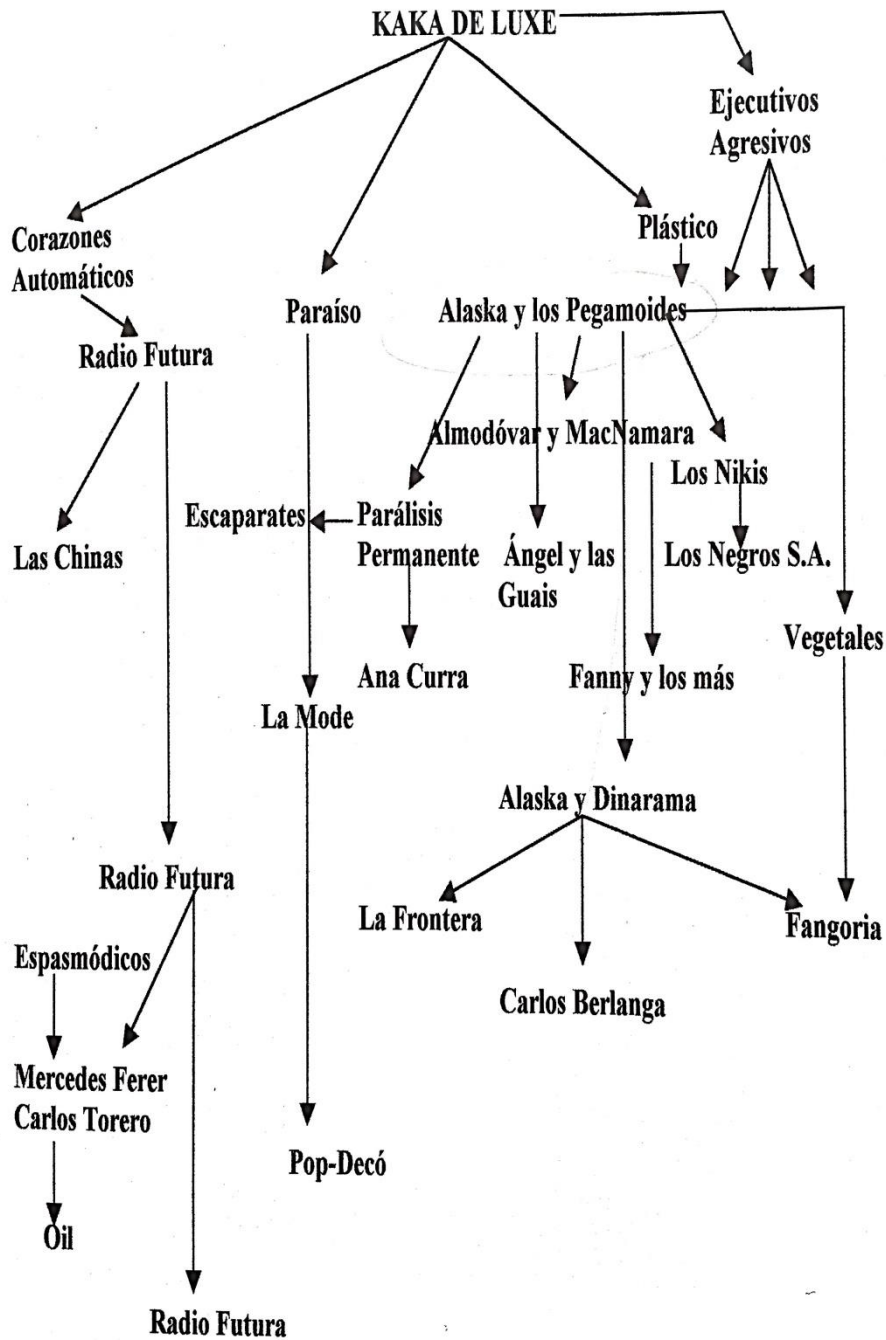 KAKA DE LUXE
Ejecutivos
Agresivos
Corazones
Automáticos
Plástico
Paraíso
Alaska y los Pegamoides
Radio Futura
Almodóvar y MacNamara
Los Nikis
Escaparates
Parálisis
Permanente
Ángel y las
Guais
Los Negros S.A.
Las Chinas
Vegetales
Ana Curra
Fanny y los más
La Mode
Alaska y Dinarama
Radio Futura
La Frontera
Fangoria
Espasmódicos
Carlos Berlanga
Mercedes Ferer
Carlos Torero
Pop-Decó
Oil
Radio Futura